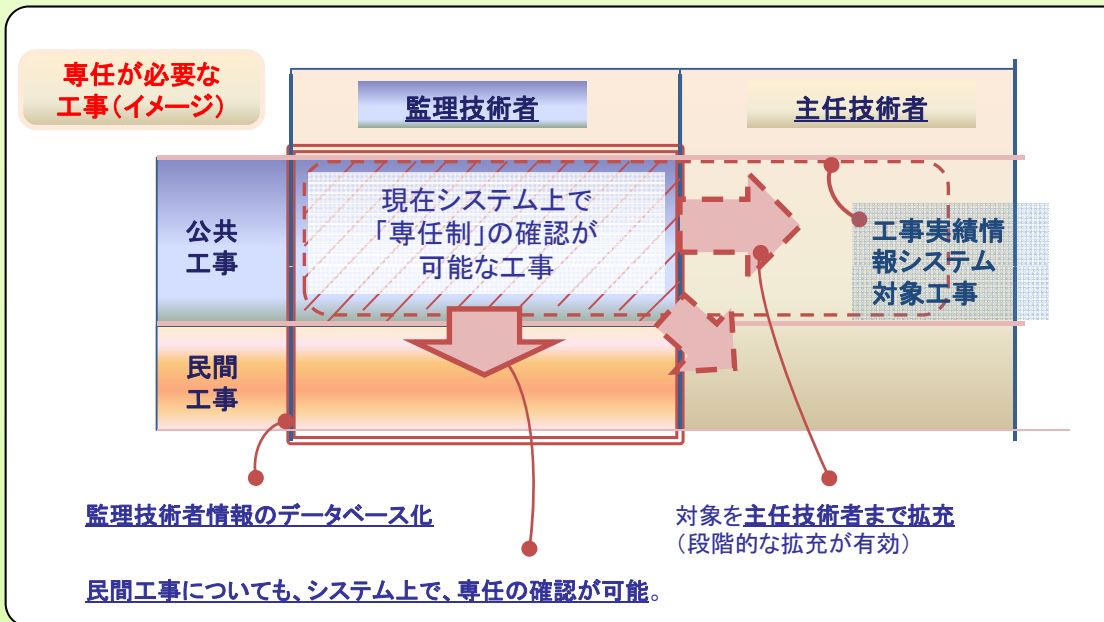 専任が必要な
工事（イメージ）
監理技術者
主任技術者
公共
工事
現在システム上で
「専任制」の確認が
可能な工事
工事実績情
報システム
対象工事
民間
工事
監理技術者情報のデータベース化
対象を主任技術者まで拡充
（段階的な拡充が有効）
民間工事についても、システム上で、専任の確認が可能。